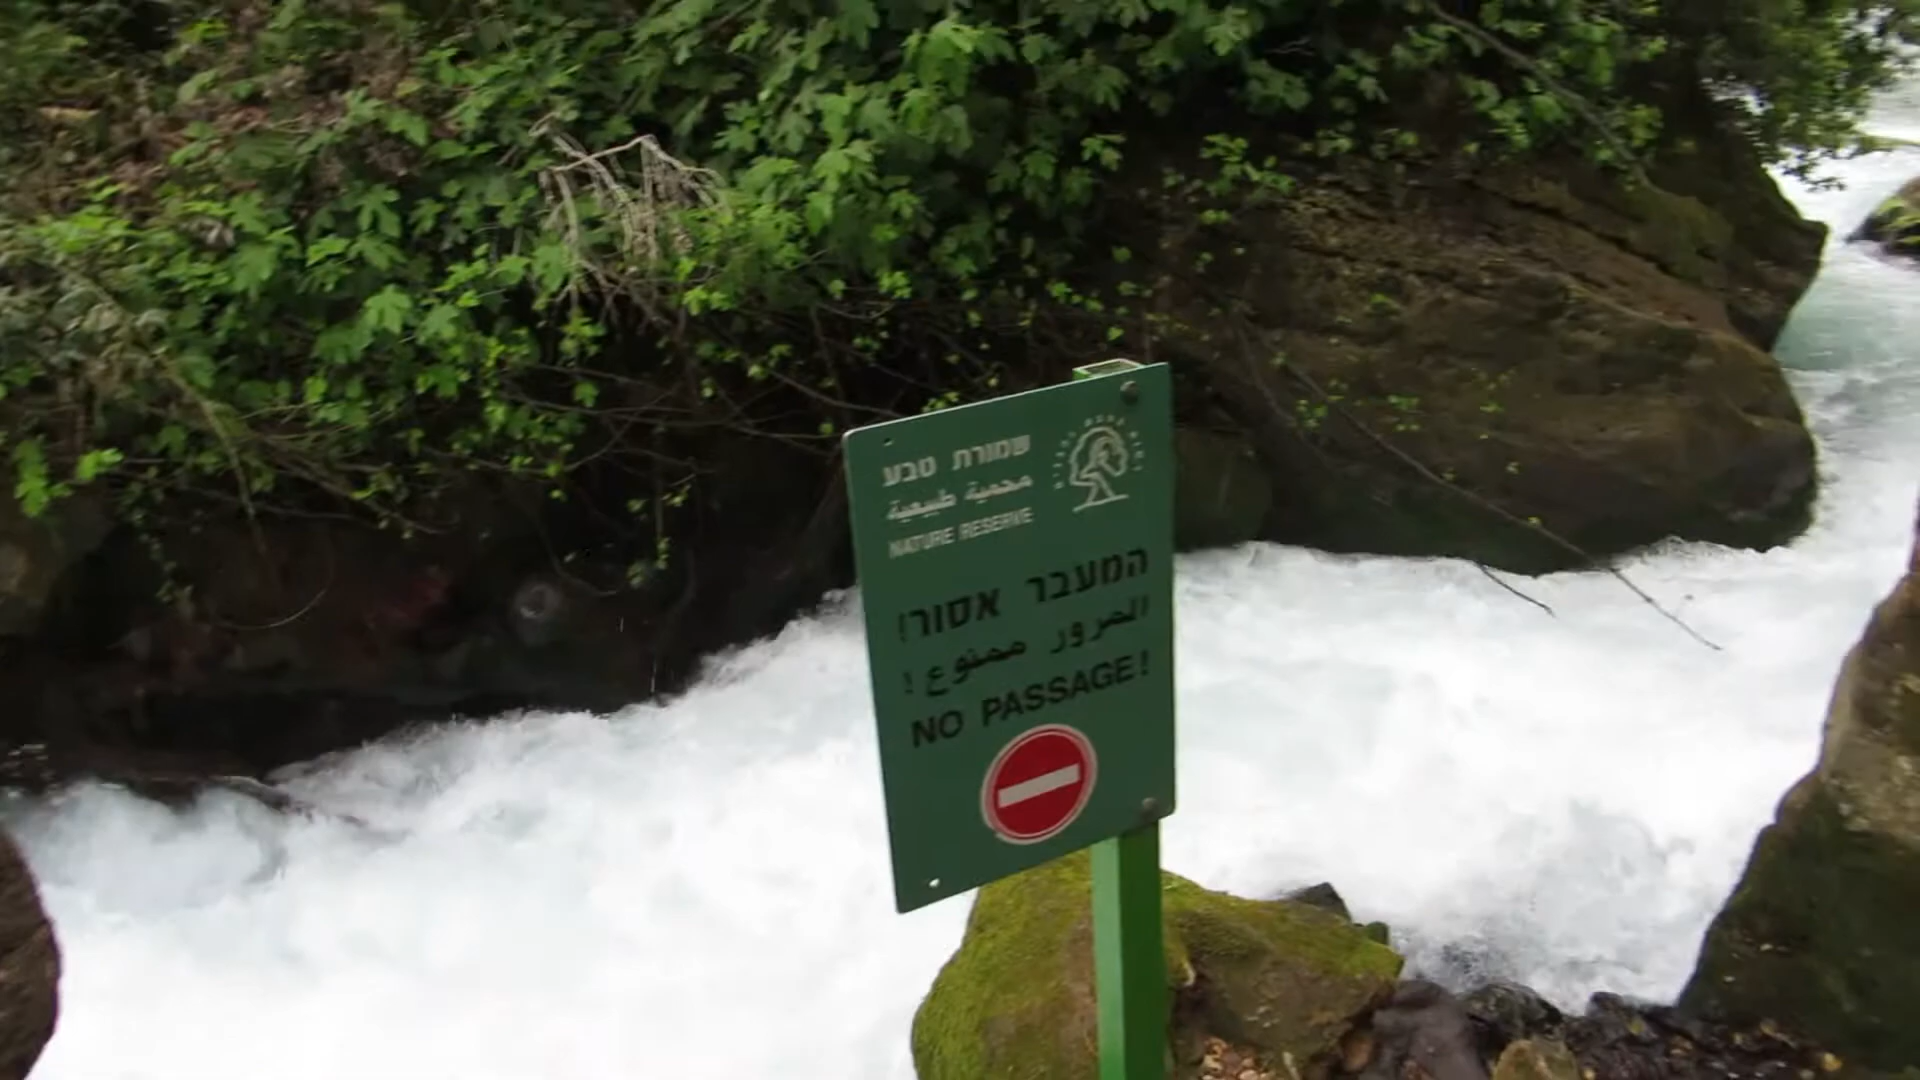 שמורת טבע
محمية طبيعية
NATURE RESERVE
המעבר אסור!
المرور ممنوع!
NO PASSAGE!